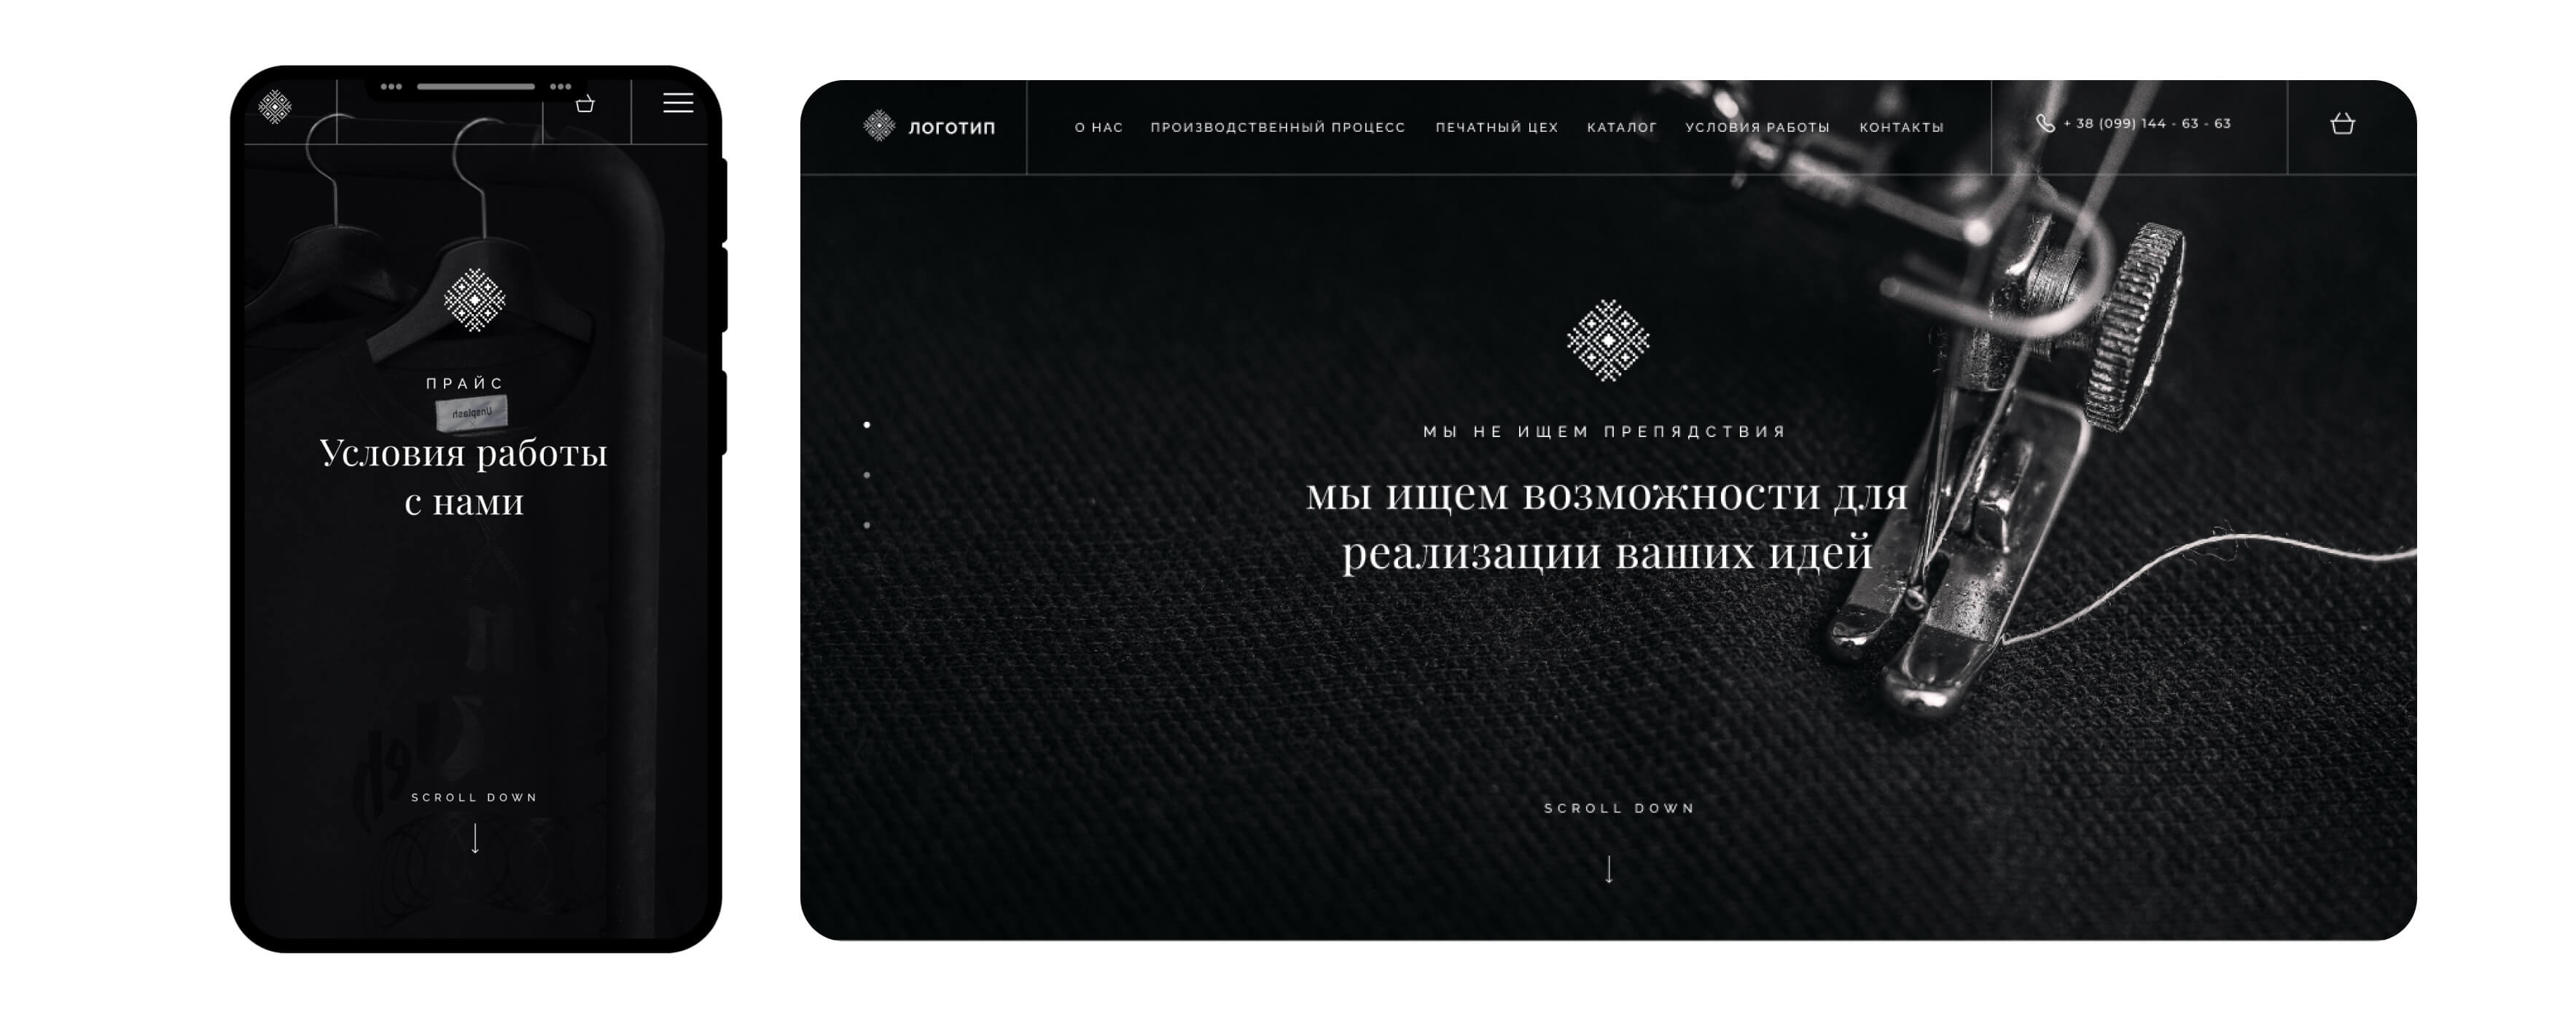 ПРАЙС
Unsplash
Условия работы
с нами
SCROLL DOWN
ЛОГОТИП
О НАС
ПРОИЗВОДСТВЕННЫЙ ПРОЦЕСС
ПЕЧАТНЫЙ ЦЕХ
КАТАЛОГ
УСЛОВИЯ РАБОТЫ
КОНТАКТЫ
+ 38 (099) 144 - 63 - 63
МЫ НЕ ИЩЕМ ПРЕПЯДСТВИЯ
мы ищем возможности для
реализации ваших идей
SCROLL DOWN